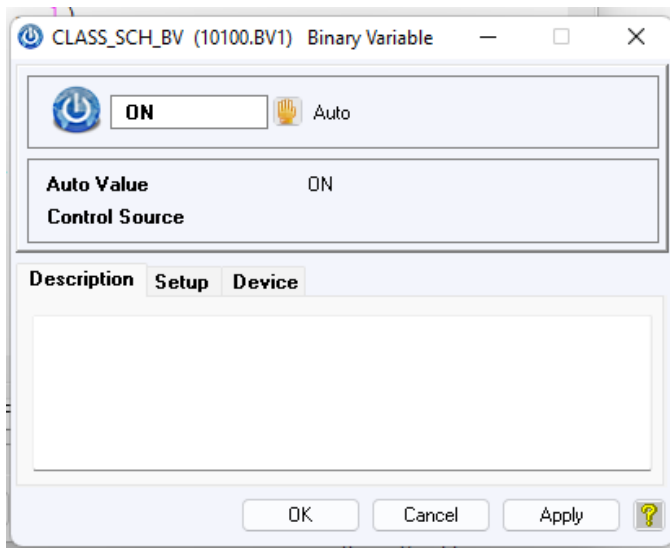 CLASS_SCH_BV (10100.BV1) Binary Variable
ON Auto
Auto Value ON
Control Source
Description Setup Device
OK Cancel Apply